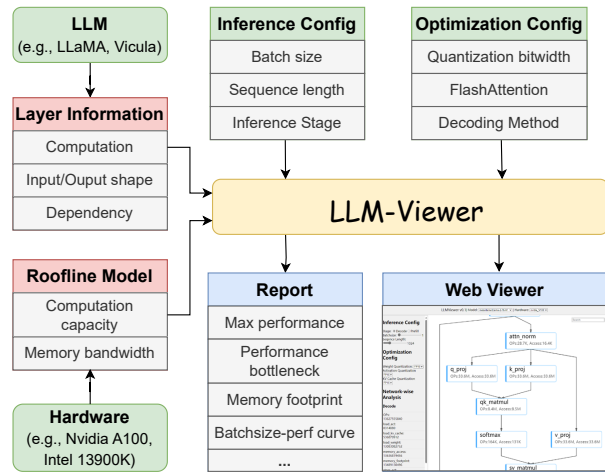 LLM
(e.g., LLaMA, Vicula)
Layer Information
Computation
Input/Ouput shape
Dependency
Roofline Model
Computation
capacity
Memory bandwidth
Hardware
(e.g., Nvidia A100,
Intel 13900K)
Inference Config
Batch size
Sequence length
Inference Stage
Optimization Config
Quantization bitwidth
FlashAttention
Decoding Method
LLM-Viewer
Report
Max performance
Performance
bottleneck
Memory footprint
Batchsize-perf curve
...
Web Viewer
Inference Config
Optimization
Config
Network-wise
Analysis
Decode
attn_norm
q_proj
k_proj
qk_matmul
softmax
v_proj
sv_matmul